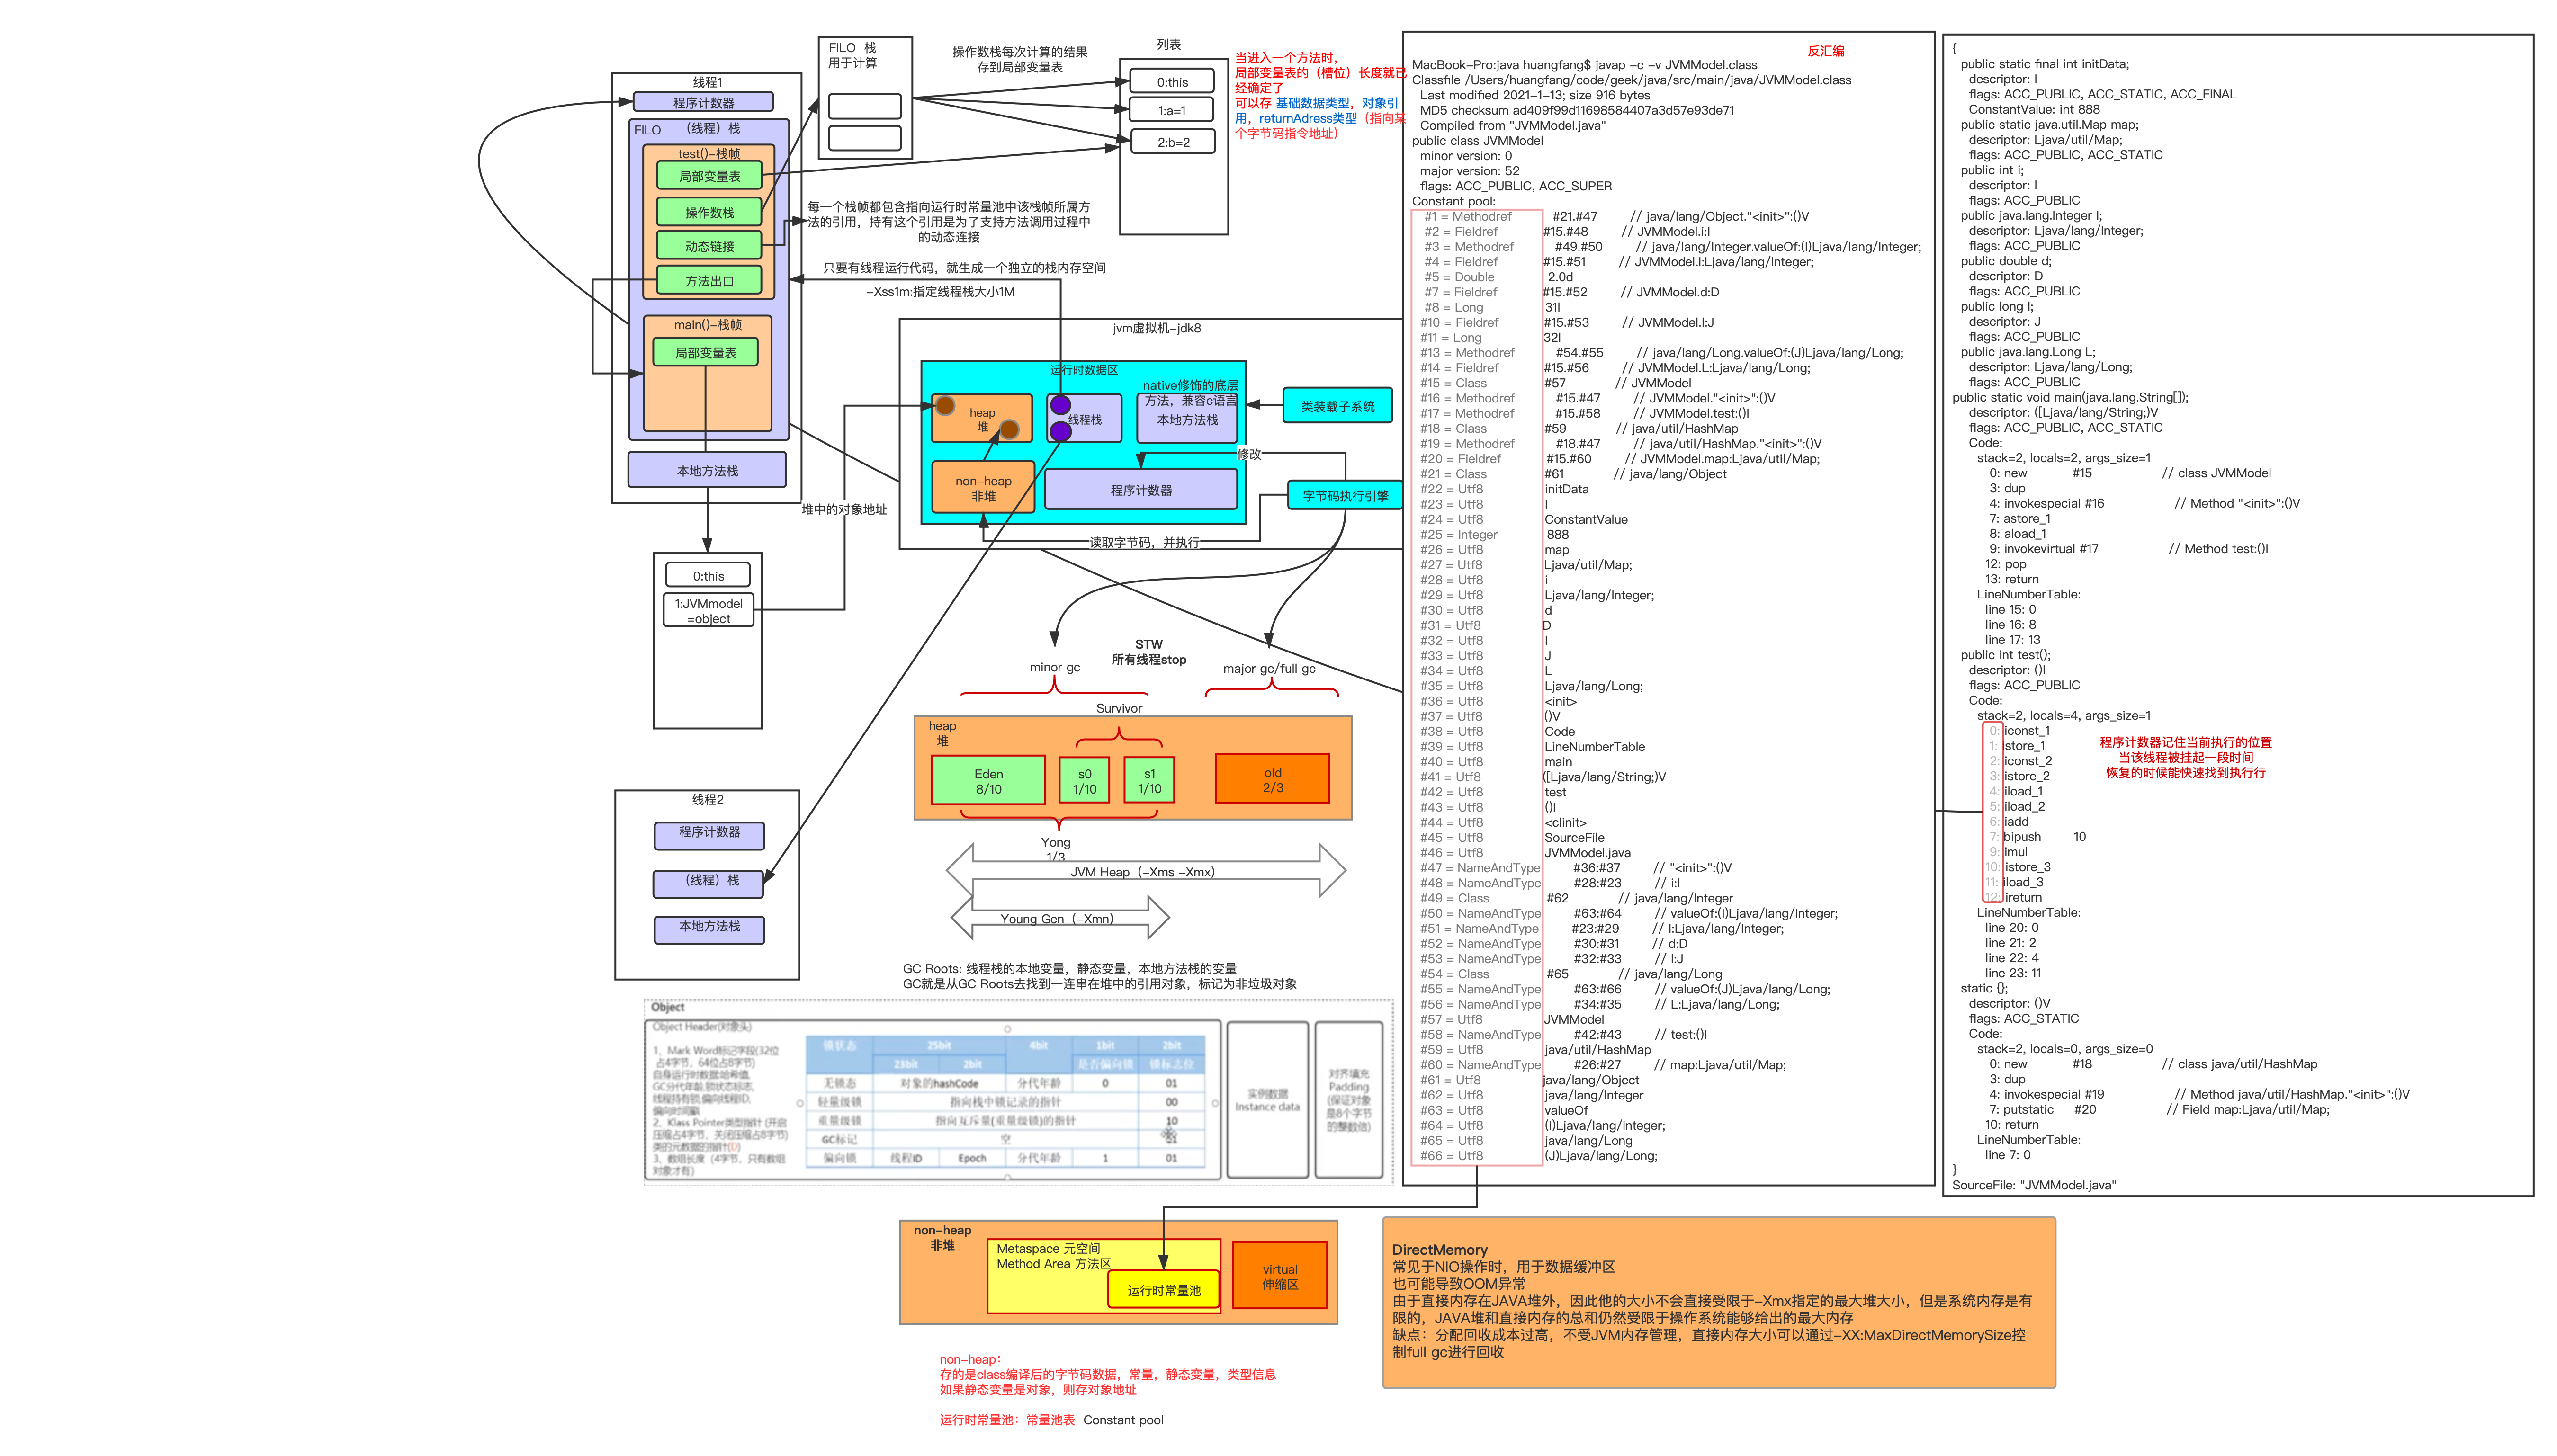 线程1
程序计数器
FILO （线程）栈
test()-栈帧
局部变量表
操作数栈
动态链接
方法出口
main()-栈帧
局部变量表
本地方法栈
FILO 栈
用于计算
操作数栈每次计算的结果
存到局部变量表
列表
0:this
1:a=1
2:b=2
当进入一个方法时，
局部变量表的（槽位）长度就已
经确定了
可以存 基础数据类型，对象引
用，returnAdress类型（指向某
个字节码指令地址）
每一个栈帧都包含指向运行时常量池中该栈帧所属方
法的引用，持有这个引用是为了支持方法调用过程中
的动态连接
只要有线程运行代码，就生成一个独立的栈内存空间
-Xss1m:指定线程栈大小1M
jvm虚拟机-jdk8
运行时数据区
heap
堆
线程栈
native修饰的底层
方法，兼容c语言
本地方法栈
non-heap
非堆
程序计数器
类装载子系统
修改
字节码执行引擎
读取字节码，并执行
堆中的对象地址
0:this
1:JVMmodel
=object
STW
所有线程stop
minor gc
major gc/full gc
Survivor
heap
堆
Eden
8/10
s0
1/10
s1
1/10
old
2/3
Yong
1/3
JVM Heap（-Xms -Xmx）
Young Gen（-Xmn）
线程2
程序计数器
（线程）栈
本地方法栈
GC Roots: 线程栈的本地变量，静态变量，本地方法栈的变量
GC就是从GC Roots去找到一连串在堆中的引用对象，标记为非垃圾对象
Object
Object Header(对象头)
1、Mark Word标记字段(32位
占4字节、64位占8字节)
自身运行时数据:哈希值,
GC分代年龄,锁状态标志,
线程持有锁,偏向线程ID,
偏向时间戳
2、Klass Pointer类型指针 (开启
压缩占4字节、关闭压缩占8字节)
类的元数据的指针(D)
3、数组长度（4字节、只有数组
对象才有）
锁状态 25bit 4bit 1bit 2bit
23bit 2bit 是否偏向锁 锁标志位
无锁态 对象的hashCode 分代年龄 0 01
轻量级锁 指向栈中锁记录的指针 00
重量级锁 指向互斥量(重量级锁)的指针 10
GC标记 空
偏向锁 线程ID Epoch 分代年龄 1 01
实例数据
Instance data
对齐填充
Padding
(保证对象
是8个字节
的整数倍)
non-heap
非堆
Metaspace 元空间
Method Area 方法区
运行时常量池
virtual
伸缩区
non-heap：
存的是class编译后的字节码数据，常量，静态变量，类型信息
如果静态变量是对象，则存对象地址
运行时常量池：常量池表 Constant pool
反汇编
MacBook-Pro:java huangfang$ javap -c -v JVMModel.class
Classfile /Users/huangfang/code/geek/java/src/main/java/JVMModel.class
Last modified 2021-1-13; size 916 bytes
MD5 checksum ad409f99d11698584407a3d57e93de71
Compiled from "JVMModel.java"
public class JVMModel
minor version: 0
major version: 52
flags: ACC_PUBLIC, ACC_SUPER
Constant pool:
#1 = Methodref #21.#47 // java/lang/Object."<init>":()V
#2 = Fieldref #15.#48 // JVMModel.i:I
#3 = Methodref #49.#50 // java/lang/Integer.valueOf:(I)Ljava/lang/Integer;
#4 = Fieldref #15.#51 // JVMModel.I:Ljava/lang/Integer;
#5 = Double 2.0d
#7 = Fieldref #15.#52 // JVMModel.d:D
#8 = Long 31l
#10 = Fieldref #15.#53 // JVMModel.l:J
#11 = Long 32l
#13 = Methodref #54.#55 // java/lang/Long.valueOf:(J)Ljava/lang/Long;
#14 = Fieldref #15.#56 // JVMModel.L:Ljava/lang/Long;
#15 = Class #57 // JVMModel
#16 = Methodref #15.#47 // JVMModel."<init>":()V
#17 = Methodref #15.#58 // JVMModel.test:()I
#18 = Class #59 // java/util/HashMap
#19 = Methodref #18.#47 // java/util/HashMap."<init>":()V
#20 = Fieldref #15.#60 // JVMModel.map:Ljava/util/Map;
#21 = Class #61 // java/lang/Object
#22 = Utf8 initData
#23 = Utf8 I
#24 = Utf8 ConstantValue
#25 = Integer 888
#26 = Utf8 map
#27 = Utf8 Ljava/util/Map;
#28 = Utf8 i
#29 = Utf8 Ljava/lang/Integer;
#30 = Utf8 d
#31 = Utf8 D
#32 = Utf8 l
#33 = Utf8 J
#34 = Utf8 L
#35 = Utf8 Ljava/lang/Long;
#36 = Utf8 <init>
#37 = Utf8 ()V
#38 = Utf8 Code
#39 = Utf8 LineNumberTable
#40 = Utf8 main
#41 = Utf8 ([Ljava/lang/String;)V
#42 = Utf8 test
#43 = Utf8 ()I
#44 = Utf8 <clinit>
#45 = Utf8 SourceFile
#46 = Utf8 JVMModel.java
#47 = NameAndType #36:#37 // "<init>":()V
#48 = NameAndType #28:#23 // i:I
#49 = Class #62 // java/lang/Integer
#50 = NameAndType #63:#64 // valueOf:(I)Ljava/lang/Integer;
#51 = NameAndType #23:#29 // I:Ljava/lang/Integer;
#52 = NameAndType #30:#31 // d:D
#53 = NameAndType #32:#33 // l:J
#54 = Class #65 // java/lang/Long
#55 = NameAndType #63:#66 // valueOf:(J)Ljava/lang/Long;
#56 = NameAndType #34:#35 // L:Ljava/lang/Long;
#57 = Utf8 JVMModel
#58 = NameAndType #42:#43 // test:()I
#59 = Utf8 java/util/HashMap
#60 = NameAndType #26:#27 // map:Ljava/util/Map;
#61 = Utf8 java/lang/Object
#62 = Utf8 java/lang/Integer
#63 = Utf8 valueOf
#64 = Utf8 (I)Ljava/lang/Integer;
#65 = Utf8 java/lang/Long
#66 = Utf8 (J)Ljava/lang/Long;
{
public static final int initData;
descriptor: I
flags: ACC_PUBLIC, ACC_STATIC, ACC_FINAL
ConstantValue: int 888
public static java.util.Map map;
descriptor: Ljava/util/Map;
flags: ACC_PUBLIC, ACC_STATIC
public int i;
descriptor: I
flags: ACC_PUBLIC
public java.lang.Integer I;
descriptor: Ljava/lang/Integer;
flags: ACC_PUBLIC
public double d;
descriptor: D
flags: ACC_PUBLIC
public long l;
descriptor: J
flags: ACC_PUBLIC
public java.lang.Long L;
descriptor: Ljava/lang/Long;
flags: ACC_PUBLIC
public static void main(java.lang.String[]);
descriptor: ([Ljava/lang/String;)V
flags: ACC_PUBLIC, ACC_STATIC
Code:
stack=2, locals=2, args_size=1
0: new #15 // class JVMModel
3: dup
4: invokespecial #16 // Method "<init>":()V
7: astore_1
8: aload_1
9: invokevirtual #17 // Method test:()I
12: pop
13: return
LineNumberTable:
line 15: 0
line 16: 8
line 17: 13
public int test();
descriptor: ()I
flags: ACC_PUBLIC
Code:
stack=2, locals=4, args_size=1
0: iconst_1
1: istore_1
2: iconst_2
3: istore_2
4: iload_1
5: iload_2
6: iadd
7: bipush 10
9: imul
10: istore_3
11: iload_3
12: ireturn
程序计数器记住当前执行的位置
当该线程被挂起一段时间
恢复的时候能快速找到执行行
LineNumberTable:
line 20: 0
line 21: 2
line 22: 4
line 23: 11
static {};
descriptor: ()V
flags: ACC_STATIC
Code:
stack=2, locals=0, args_size=0
0: new #18 // class java/util/HashMap
3: dup
4: invokespecial #19 // Method java/util/HashMap."<init>":()V
7: putstatic #20 // Field map:Ljava/util/Map;
10: return
LineNumberTable:
line 7: 0
}
SourceFile: "JVMModel.java"
DirectMemory
常见于NIO操作时，用于数据缓冲区
也可能导致OOM异常
由于直接内存在JAVA堆外，因此他的大小不会直接受限于-Xmx指定的最大堆大小，但是系统内存是有
限的，JAVA堆和直接内存的总和仍然受限于操作系统能够给出的最大内存
缺点：分配回收成本过高，不受JVM内存管理，直接内存大小可以通过-XX:MaxDirectMemorySize控
制full gc进行回收